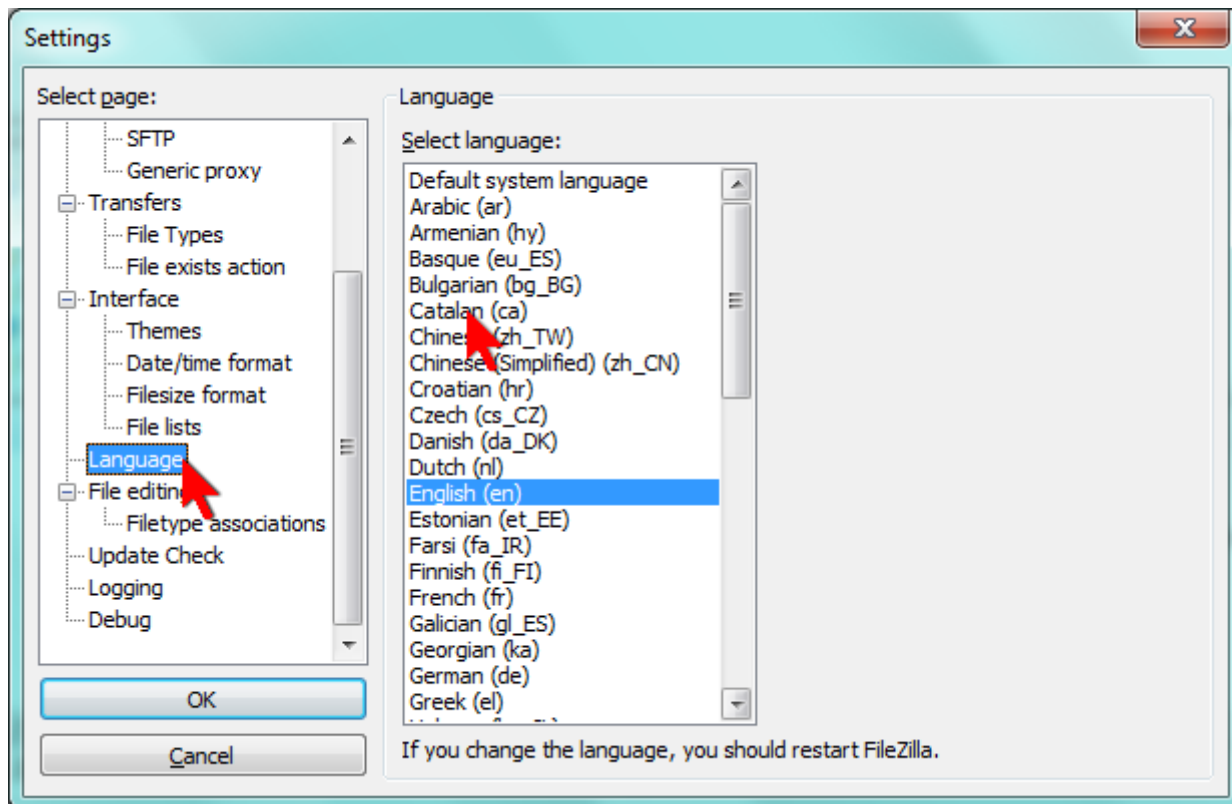 Settings
Select page:
SFTP
Generic proxy
Transfers
File Types
File exists action
Interface
Themes
Date/time format
Filesize format
File lists
Language
File editing
Filetype associations
Update Check
Logging
Debug
OK
Cancel
Language
Select language:
Default system language
Arabic (ar)
Armenian (hy)
Basque (eu_ES)
Bulgarian (bg_BG)
Catalan (ca)
Chinese (zh_TW)
Chinese (Simplified) (zh_CN)
Croatian (hr)
Czech (cs_CZ)
Danish (da_DK)
Dutch (nl)
English (en)
Estonian (et_EE)
Farsi (fa_IR)
Finnish (fi_FI)
French (fr)
Galician (gl_ES)
Georgian (ka)
German (de)
Greek (el)
If you change the language, you should restart FileZilla.